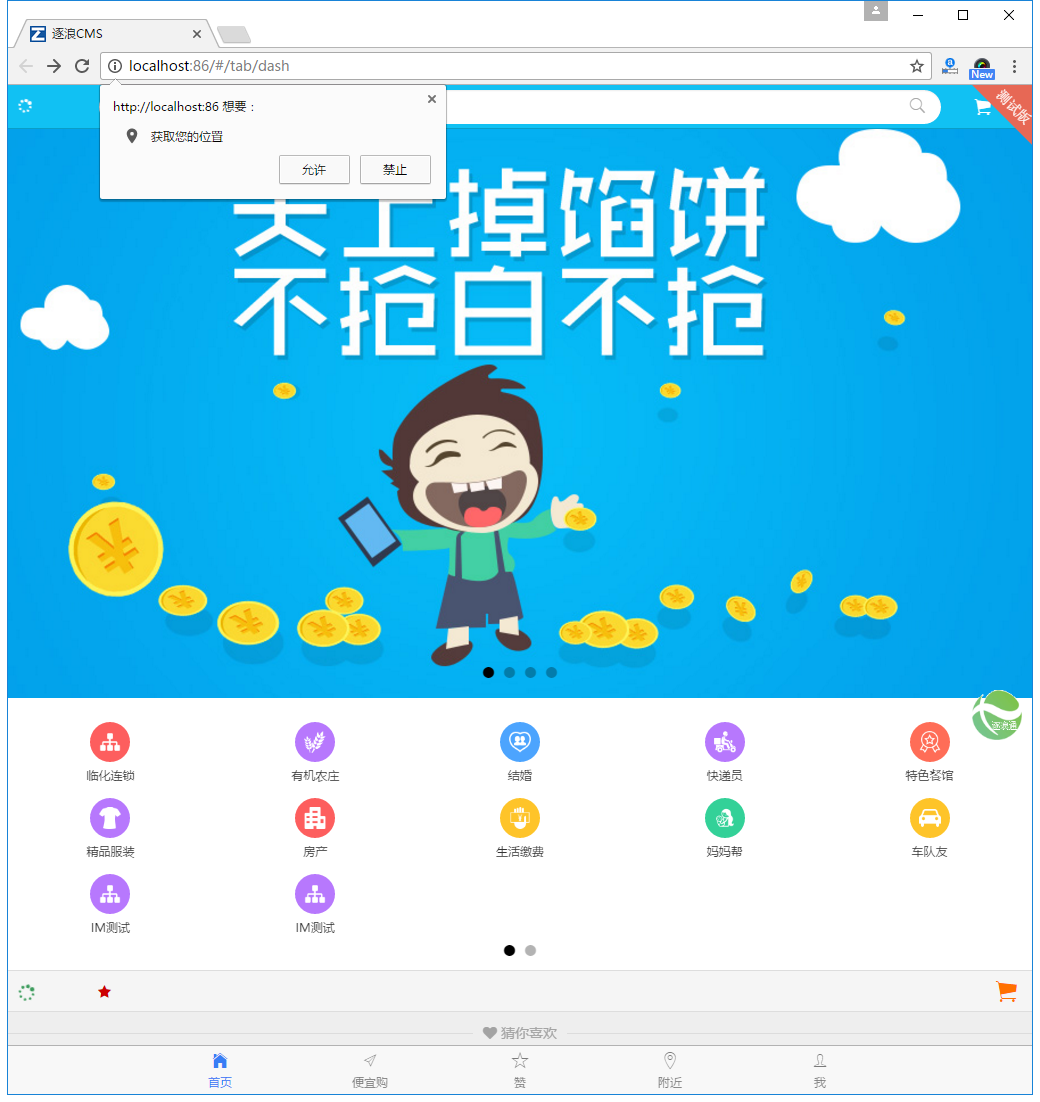 逐浪CMS
localhost:86/#/tab/dash
New
测试版
http://localhost:86 想要：
获取您的位置
允许 禁止
天上掉馅饼
不抢白不抢
逐浪通
临化连锁 有机农庄 结婚 快递员 特色餐馆
精品服装 房产 生活缴费 妈妈帮 车队友
IM测试 IM测试
猜你喜欢
首页 便宜购 赞 附近 我